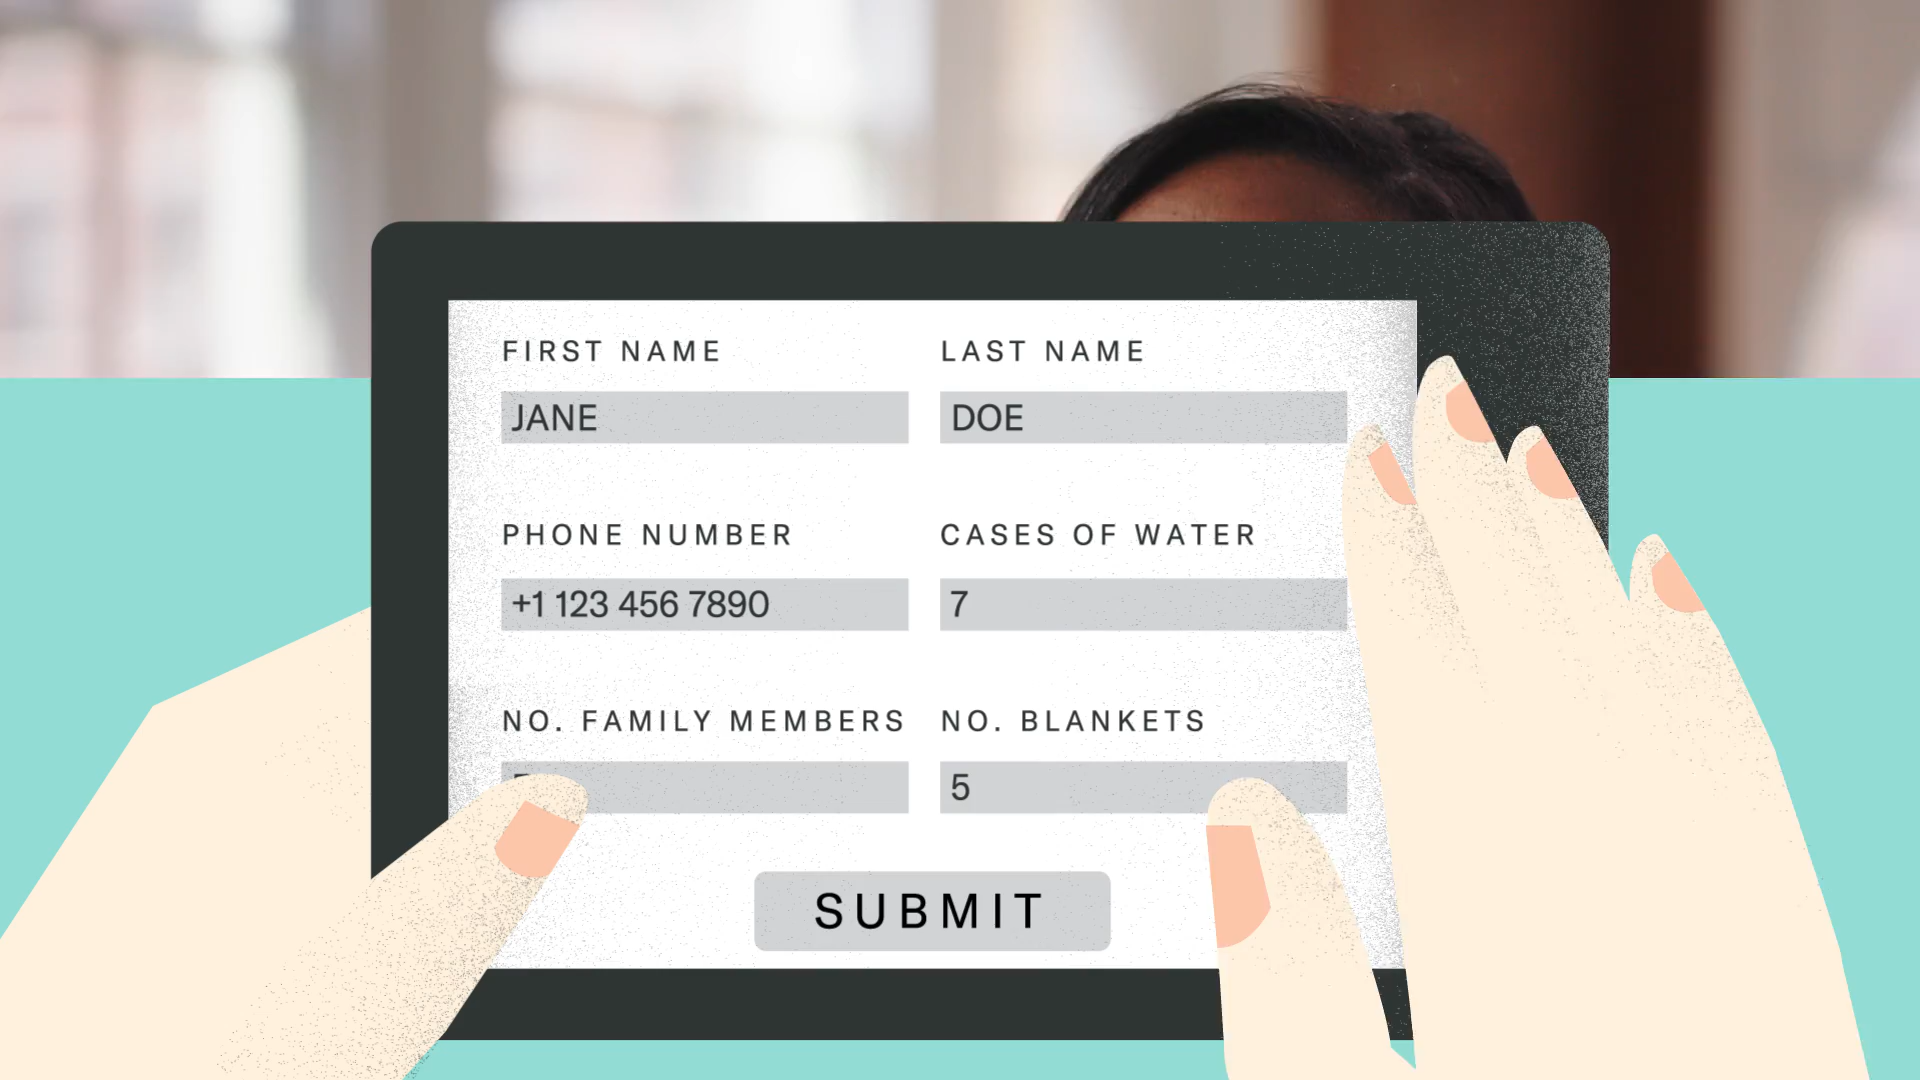 FIRST NAME
LAST NAME
JANE
DOE
PHONE NUMBER
CASES OF WATER
+1 123 456 7890
7
NO. FAMILY MEMBERS
NO. BLANKETS
5
SUBMIT